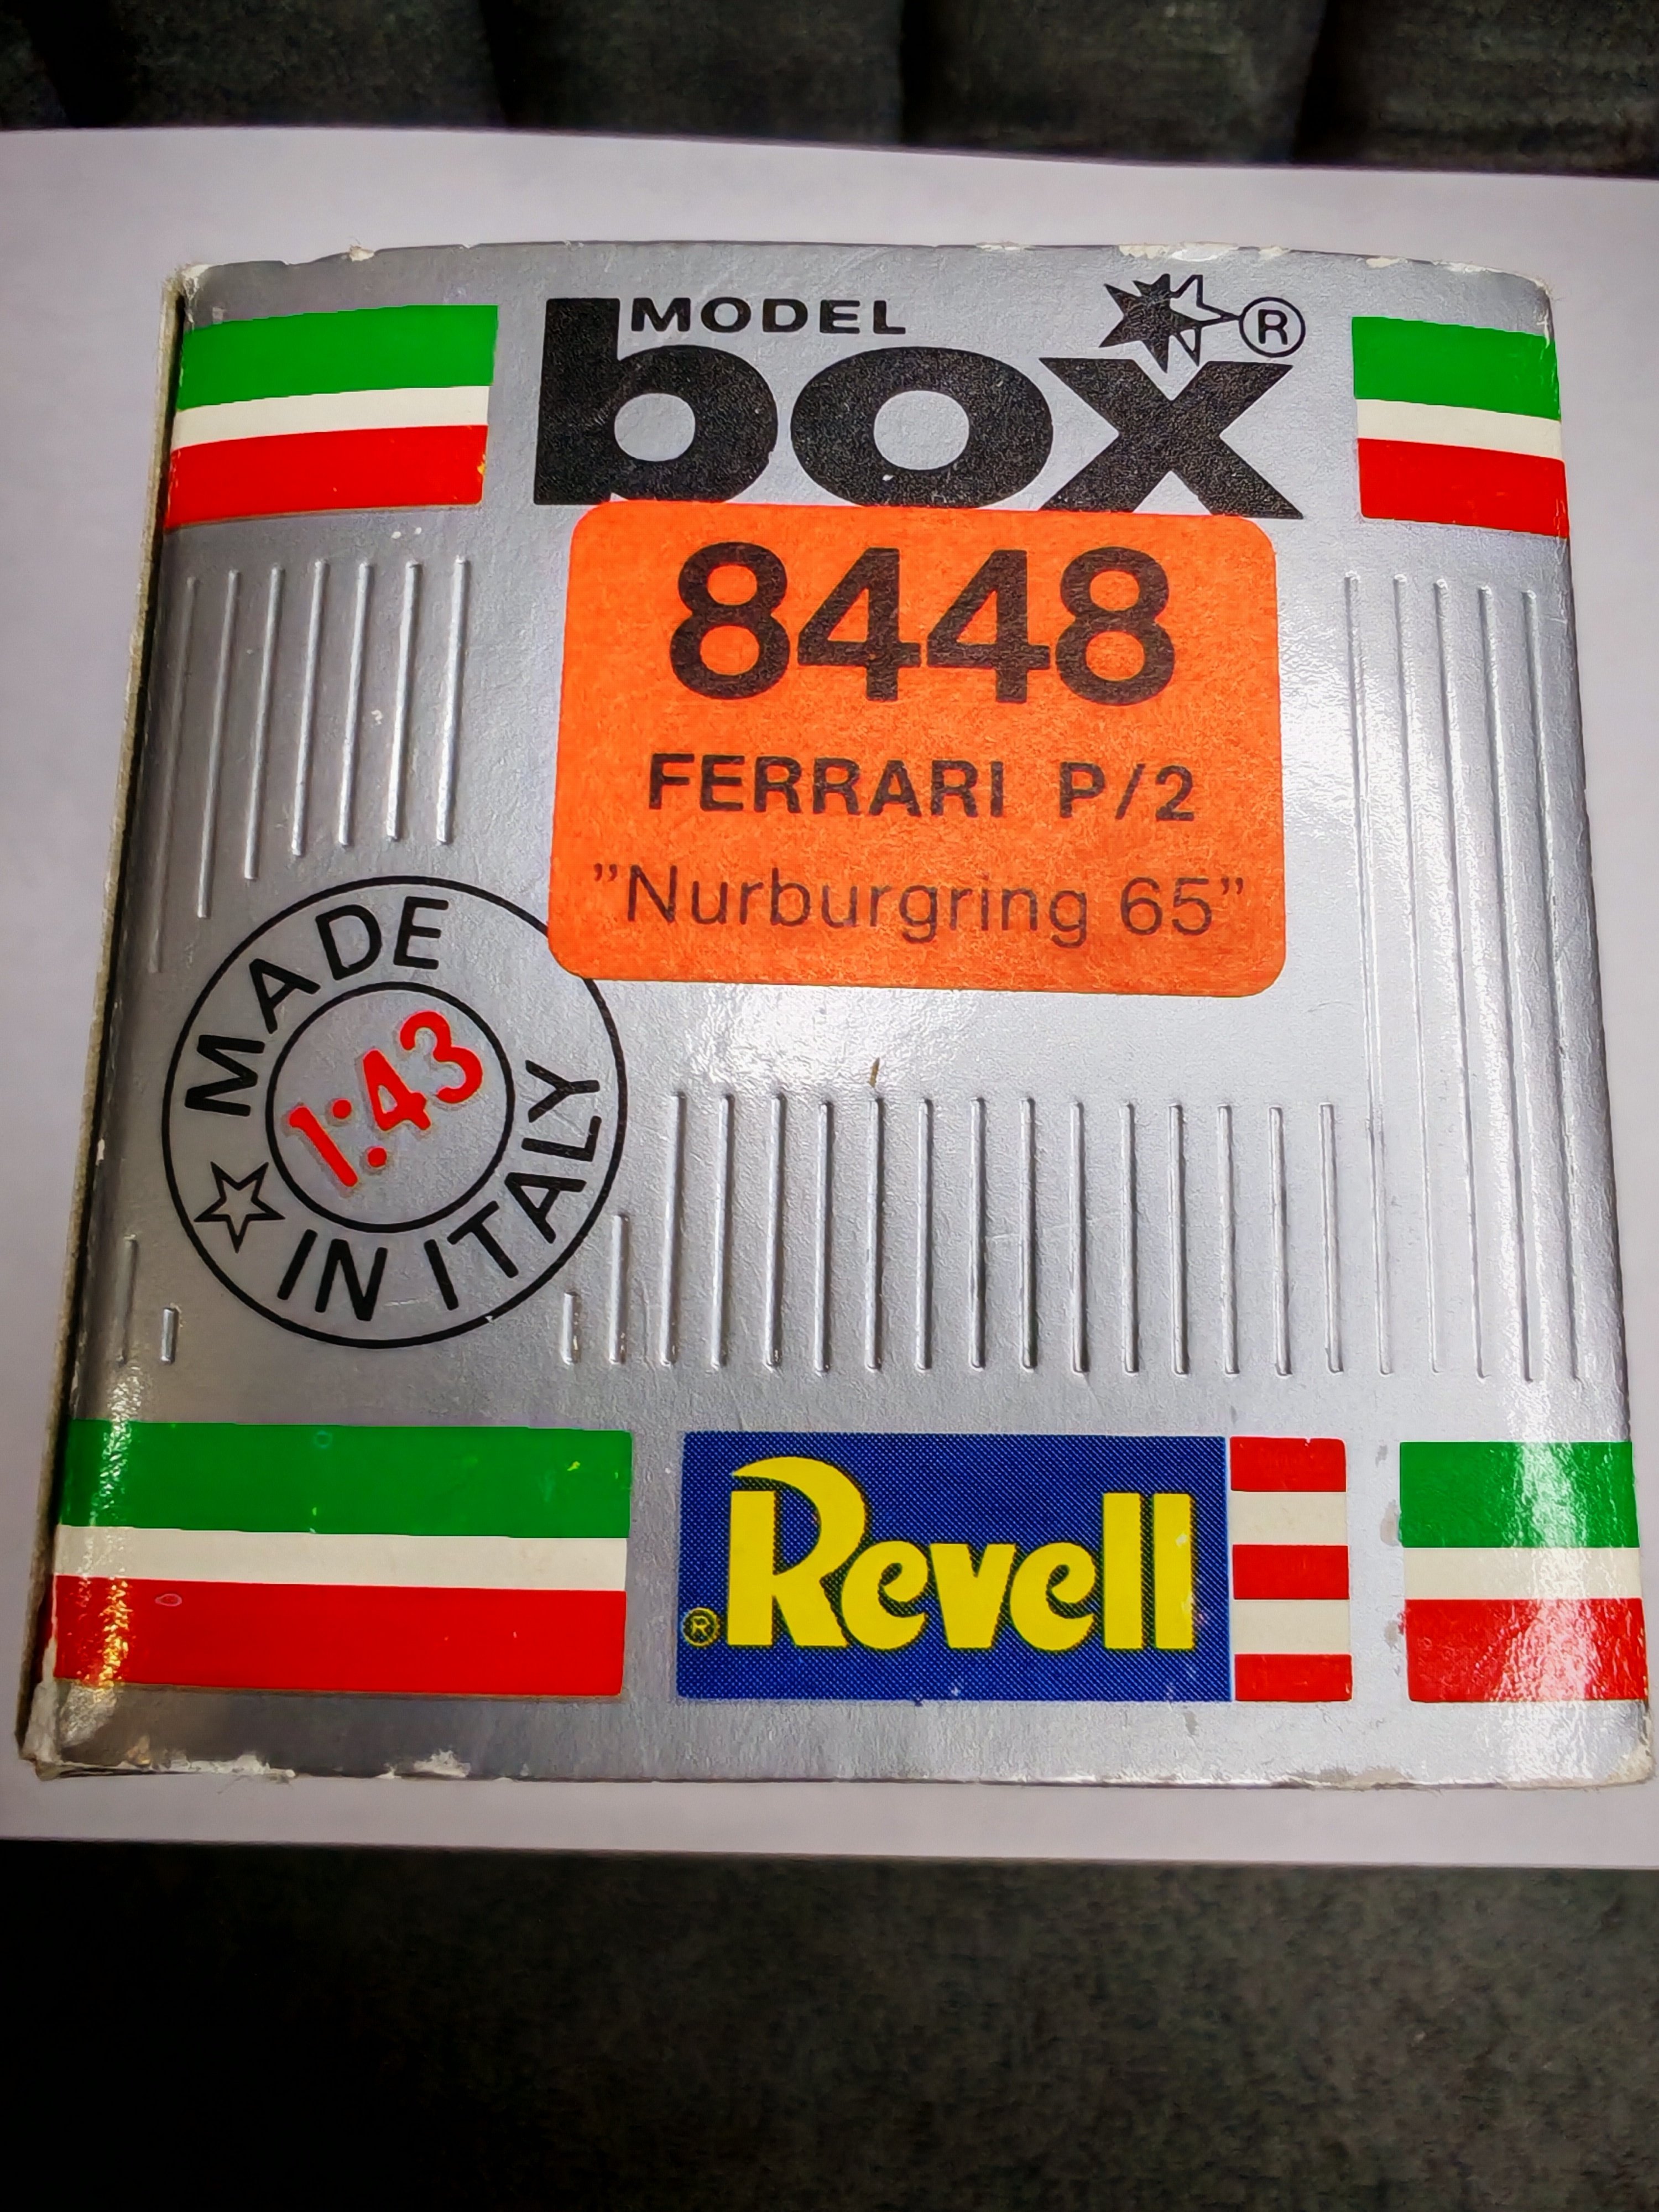 MODEL
box ®
8448
FERRARI P/2
”Nurburgring 65”
MADE IN ITALY
1:43
® Revell